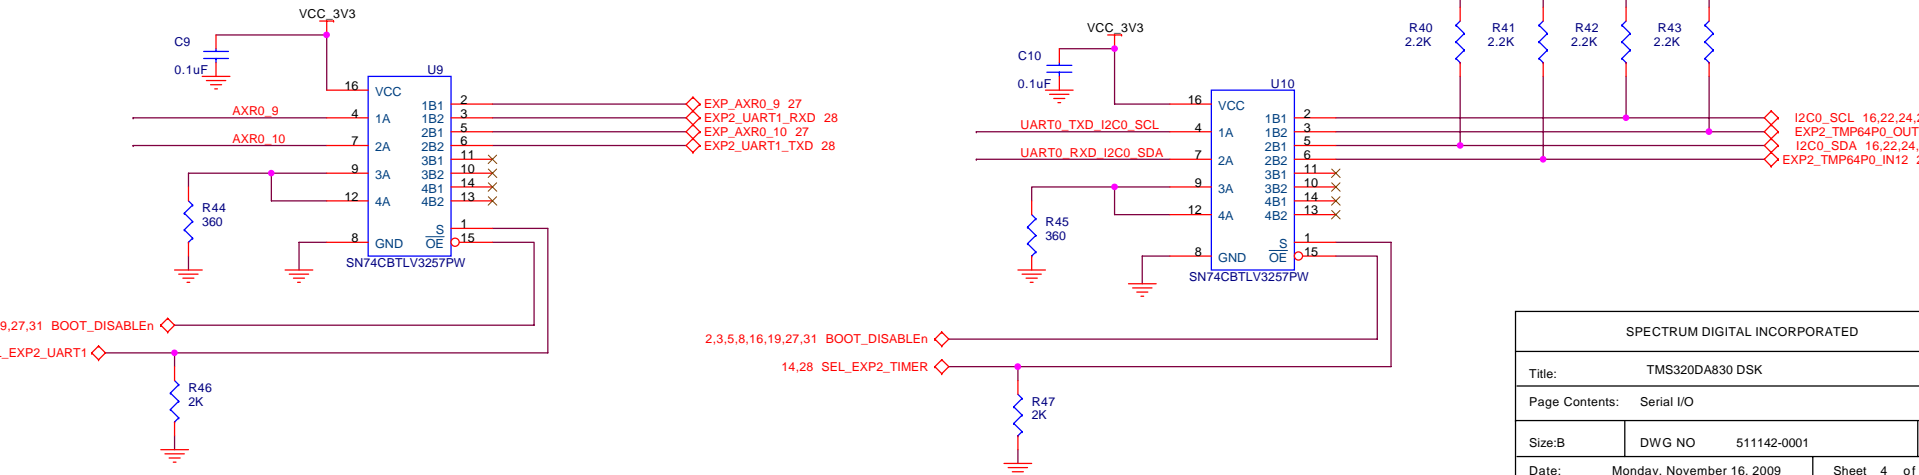 VCC_3V3
C9
0.1uF
U9
16 VCC
4 1A
7 2A
9 3A
12 4A
8 GND
1B1 2
1B2 3
2B1 5
2B2 6
3B1 11
3B2 10
4B1 14
4B2 13
S 1
OE 15
SN74CBTLV3257PW
AXR0_9
AXR0_10
EXP_AXR0_9 27
EXP2_UART1_RXD 28
EXP_AXR0_10 27
EXP2_UART1_TXD 28
R44
360
9,27,31 BOOT_DISABLEn
_EXP2_UART1
R46
2K
VCC_3V3
C10
0.1uF
U10
16 VCC
4 1A
7 2A
9 3A
12 4A
8 GND
1B1 2
1B2 3
2B1 5
2B2 6
3B1 11
3B2 10
4B1 14
4B2 13
S 1
OE 15
SN74CBTLV3257PW
UART0_TXD_I2C0_SCL
UART0_RXD_I2C0_SDA
R45
360
2,3,5,8,16,19,27,31 BOOT_DISABLEn
14,28 SEL_EXP2_TIMER
R47
2K
R40
2.2K
R41
2.2K
R42
2.2K
R43
2.2K
I2C0_SCL 16,22,24,
EXP2_TMP64P0_OUT
I2C0_SDA 16,22,24,
EXP2_TMP64P0_IN12
SPECTRUM DIGITAL INCORPORATED
Title: TMS320DA830 DSK
Page Contents: Serial I/O
Size:B DWG NO 511142-0001
Date: Monday, November 16, 2009 Sheet 4 of